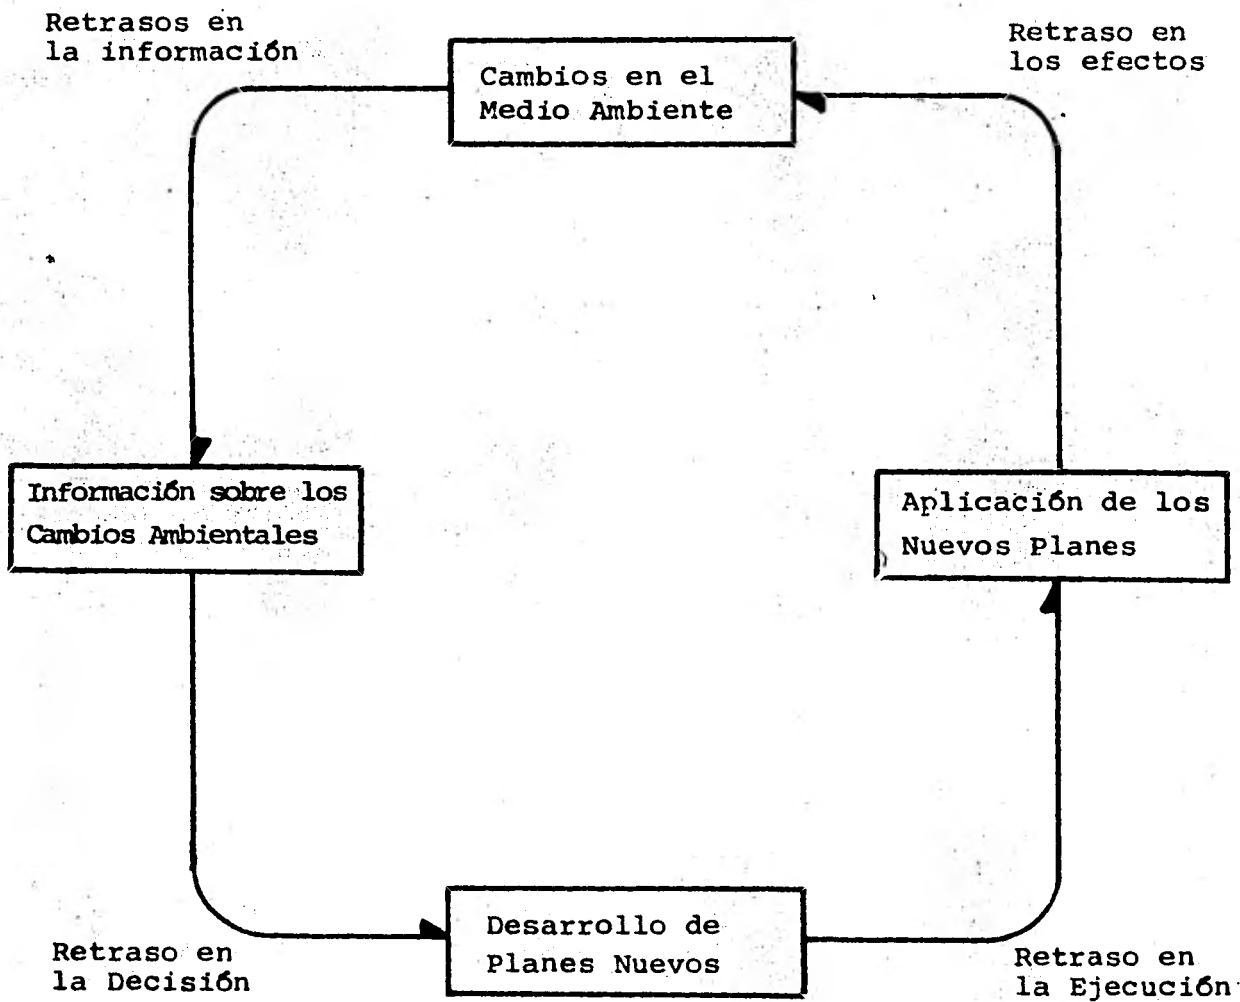 Retrasos en
la información
Cambios en el
Medio Ambiente
Retraso en
los efectos
Información sobre los
Cambios Ambientales
Aplicación de los
Nuevos Planes
Retraso en
la Decisión
Desarrollo de
Planes Nuevos
Retraso en
la Ejecución